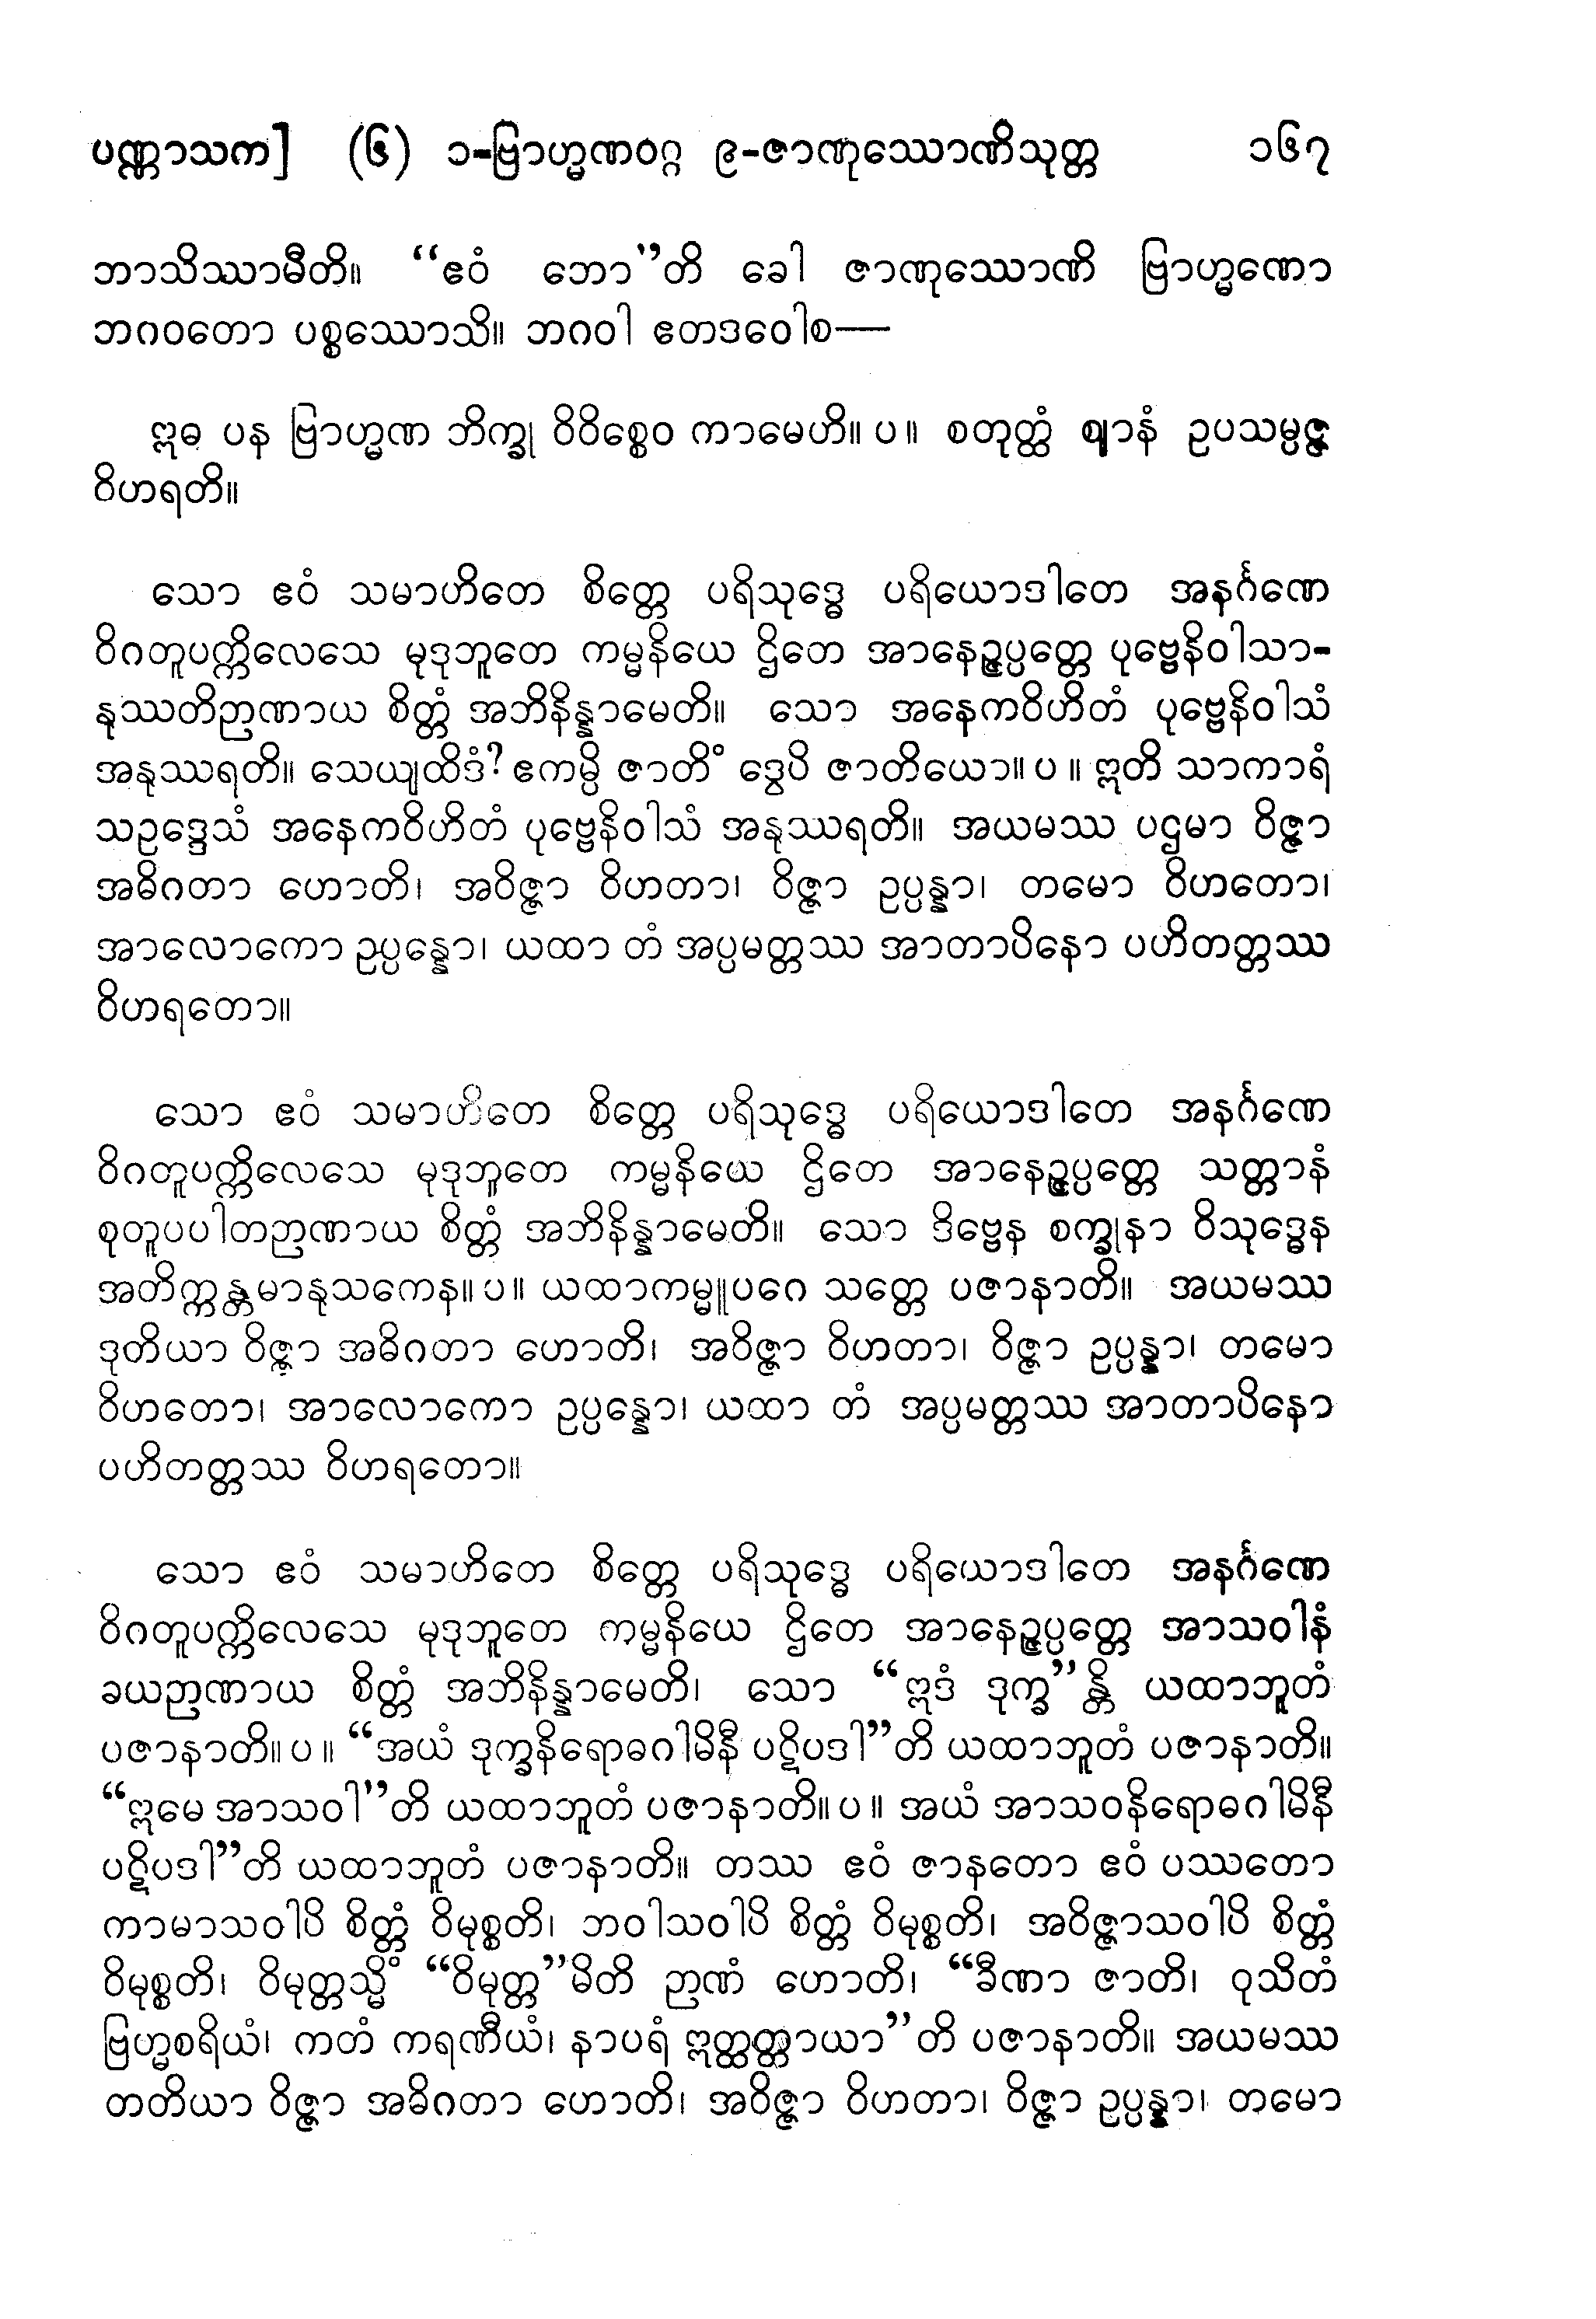 ပဏ္ဏာသက] (၆) ၁-ဗြာဟ္မဏဝဂ္ဂ ၉-ဇာဏုဿောဏိသုတ္တ ၁၆၇
ဘာသိဿာမီတိ။ “ဧဝံ ဘော”တိ ခေါ ဇာဏုဿောဏိ ဗြာဟ္မဏော
ဘဂဝတော ပစ္စဿောသိ။ ဘဂဝါ ဧတဒဝေါစ—
ဣဓ ပန ဗြာဟ္မဏ ဘိက္ခု ဝိဝိစ္စေဝ ကာမေဟိ။ ပ ။ စတုတ္ထံ ဈာနံ ဥပသမ္ပဇ္ဇ
ဝိဟရတိ။
သော ဧဝံ သမာဟိတေ စိတ္တေ ပရိသုဒ္ဓေ ပရိယောဒါတေ အနင်္ဂဏေ
ဝိဂတူပက္ကိလေသေ မုဒုဘူတေ ကမ္မနိယေ ဌိတေ အာနေဉ္ဇပ္ပတ္တေ ပုဗ္ဗေနိဝါသာ-
နုဿတိဉာဏာယ စိတ္တံ အဘိနိန္နာမေတိ။ သော အနေကဝိဟိတံ ပုဗ္ဗေနိဝါသံ
အနုဿရတိ။ သေယျထိဒံ? ဧကမ္ပိ ဇာတိံ ဒွေပိ ဇာတိယော။ ပ ။ ဣတိ သာကာရံ
သဥဒ္ဒေသံ အနေကဝိဟိတံ ပုဗ္ဗေနိဝါသံ အနုဿရတိ။ အယမဿ ပဌမာ ဝိဇ္ဇာ
အဓိဂတာ ဟောတိ၊ အဝိဇ္ဇာ ဝိဟတာ၊ ဝိဇ္ဇာ ဥပ္ပန္နာ၊ တမော ဝိဟတော၊
အာလောကော ဥပ္ပန္နော၊ ယထာ တံ အပ္ပမတ္တဿ အာတာပိနော ပဟိတတ္တဿ
ဝိဟရတော။
သော ဧဝံ သမာဟိတေ စိတ္တေ ပရိသုဒ္ဓေ ပရိယောဒါတေ အနင်္ဂဏေ
ဝိဂတူပက္ကိလေသေ မုဒုဘူတေ ကမ္မနိယေ ဌိတေ အာနေဉ္ဇပ္ပတ္တေ သတ္တာနံ
စုတူပပါတဉာဏာယ စိတ္တံ အဘိနိန္နာမေတိ။ သော ဒိဗ္ဗေန စက္ခုနာ ဝိသုဒ္ဓေန
အတိက္ကန္တမာနုသကေန။ ပ ။ ယထာကမ္မူပဂေ သတ္တေ ပဇာနာတိ။ အယမဿ
ဒုတိယာ ဝိဇ္ဇာ အဓိဂတာ ဟောတိ၊ အဝိဇ္ဇာ ဝိဟတာ၊ ဝိဇ္ဇာ ဥပ္ပန္နာ၊ တမော
ဝိဟတော၊ အာလောကော ဥပ္ပန္နော၊ ယထာ တံ အပ္ပမတ္တဿ အာတာပိနော
ပဟိတတ္တဿ ဝိဟရတော။
သော ဧဝံ သမာဟိတေ စိတ္တေ ပရိသုဒ္ဓေ ပရိယောဒါတေ အနင်္ဂဏေ
ဝိဂတူပက္ကိလေသေ မုဒုဘူတေ ကမ္မနိယေ ဌိတေ အာနေဉ္ဇပ္ပတ္တေ အာသဝါနံ
ခယဉာဏာယ စိတ္တံ အဘိနိန္နာမေတိ၊ သော “ဣဒံ ဒုက္ခ”န္တိ ယထာဘူတံ
ပဇာနာတိ။ ပ ။ “အယံ ဒုက္ခနိရောဓဂါမိနီ ပဋိပဒါ”တိ ယထာဘူတံ ပဇာနာတိ။
“ဣမေ အာသဝါ”တိ ယထာဘူတံ ပဇာနာတိ။ ပ ။ အယံ အာသဝနိရောဓဂါမိနီ
ပဋိပဒါ”တိ ယထာဘူတံ ပဇာနာတိ။ တဿ ဧဝံ ဇာနတော ဧဝံ ပဿတော
ကာမာသဝါပိ စိတ္တံ ဝိမုစ္စတိ၊ ဘဝါသဝါပိ စိတ္တံ ဝိမုစ္စတိ၊ အဝိဇ္ဇာသဝါပိ စိတ္တံ
ဝိမုစ္စတိ၊ ဝိမုတ္တသ္မိံ “ဝိမုတ္တ”မိတိ ဉာဏံ ဟောတိ၊ “ခီဏာ ဇာတိ၊ ဝုသိတံ
ဗြဟ္မစရိယံ၊ ကတံ ကရဏီယံ၊ နာပရံ ဣတ္ထတ္တာယာ”တိ ပဇာနာတိ။ အယမဿ
တတိယာ ဝိဇ္ဇာ အဓိဂတာ ဟောတိ၊ အဝိဇ္ဇာ ဝိဟတာ၊ ဝိဇ္ဇာ ဥပ္ပန္နာ၊ တမော